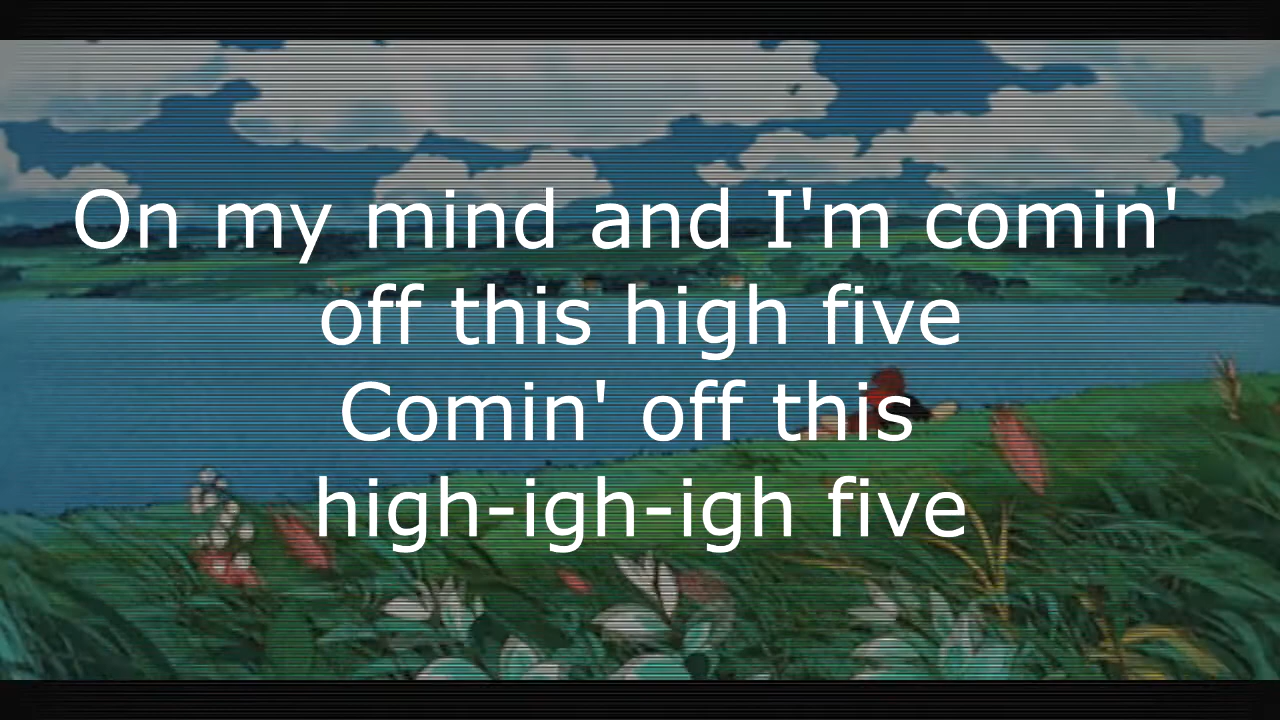 On my mind and I'm comin'
off this high five
Comin' off this
high-igh-igh five